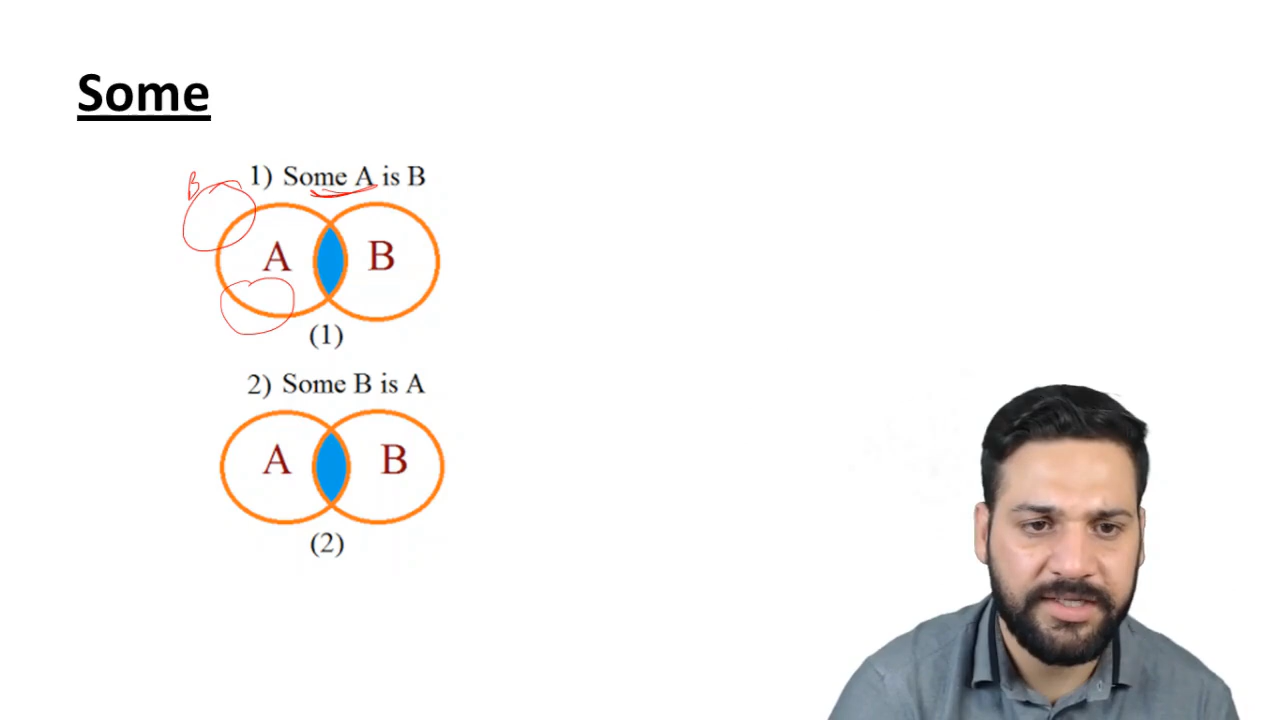 Some
1) Some A is B
B
A B
(1)
2) Some B is A
A B
(2)